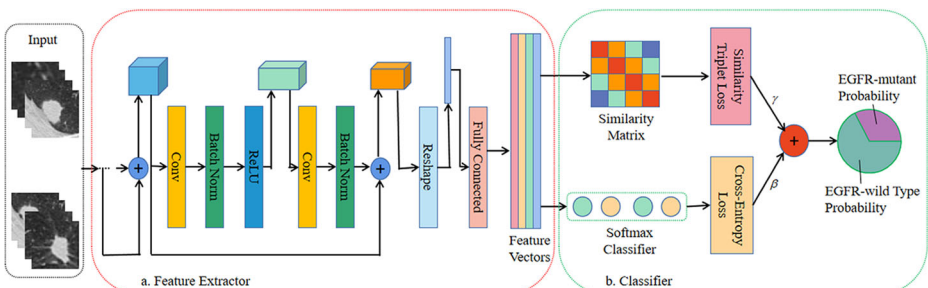 Input
Conv
Batch Norm
ReLU
Conv
Batch Norm
Reshape
Fully Connected
Feature
Vectors
a. Feature Extractor
Similarity
Matrix
Similarity
Triplet Loss
γ
Softmax
Classifier
Cross-Entropy
Loss
β
+
+
+
EGFR-mutant
Probability
EGFR-wild Type
Probability
b. Classifier